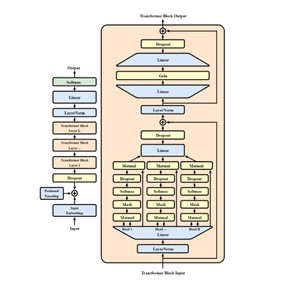 Transformer Block Output
Dropout
Linear
Gelu
Linear
LayerNorm
Dropout
Linear
Matmul Matmul Matmul
Dropout Dropout Dropout
Softmax Softmax Softmax
Mask Mask Mask
Matmul Matmul Matmul
Head 1 Head .. Head H
Linear
LayerNorm
Transformer Block Input
Output
Softmax
Linear
LayerNorm
Transformer Block
Layer L
Transformer Block
Layer ..
Transformer Block
Layer 1
Dropout
Positional
Encoding
Input
Embedding
Input